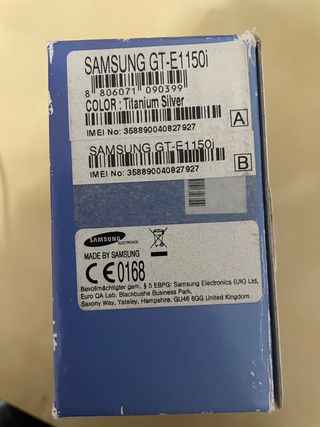 SAMSUNG GT-E1150i
8 806071 090399
COLOR : Titanium Silver
IMEI No: 358890040827927
A
SAMSUNG GT-E1150i
IMEI No: 358890040827927
B
SAMSUNG
ELECTRONICS
MADE BY SAMSUNG
CE0168
Bevollmächtigter gem. § 5 EBPG: Samsung Electronics (UK) Ltd,
Euro QA Lab. Blackbushe Business Park,
Saxony Way, Yateley, Hampshire, GU46 6GG United Kingdom